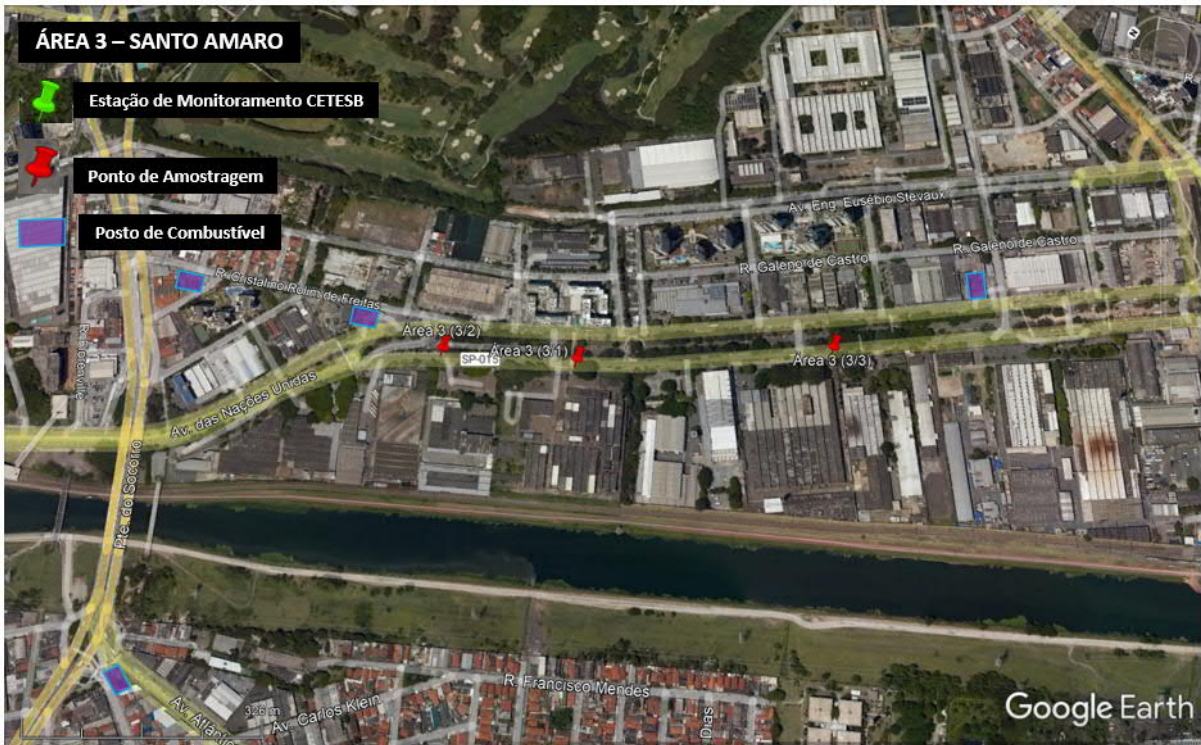 ÁREA 3 – SANTO AMARO
Estação de Monitoramento CETESB
Ponto de Amostragem
Posto de Combustível
N
R.
Av. Eng. Eusébio Stevaux
R. Galeno de Castro
R. Galeno de Castro
R. Cristalino Rolim de Freitas
Área 3 (3/2)
Área 3 (3/1)
SP-015
Área 3 (3/3)
Av. das Nações Unidas
Pte. do Socorro
R. Francisco Mendes
Av. Carlos Klein
Dias
326 m
Google Earth